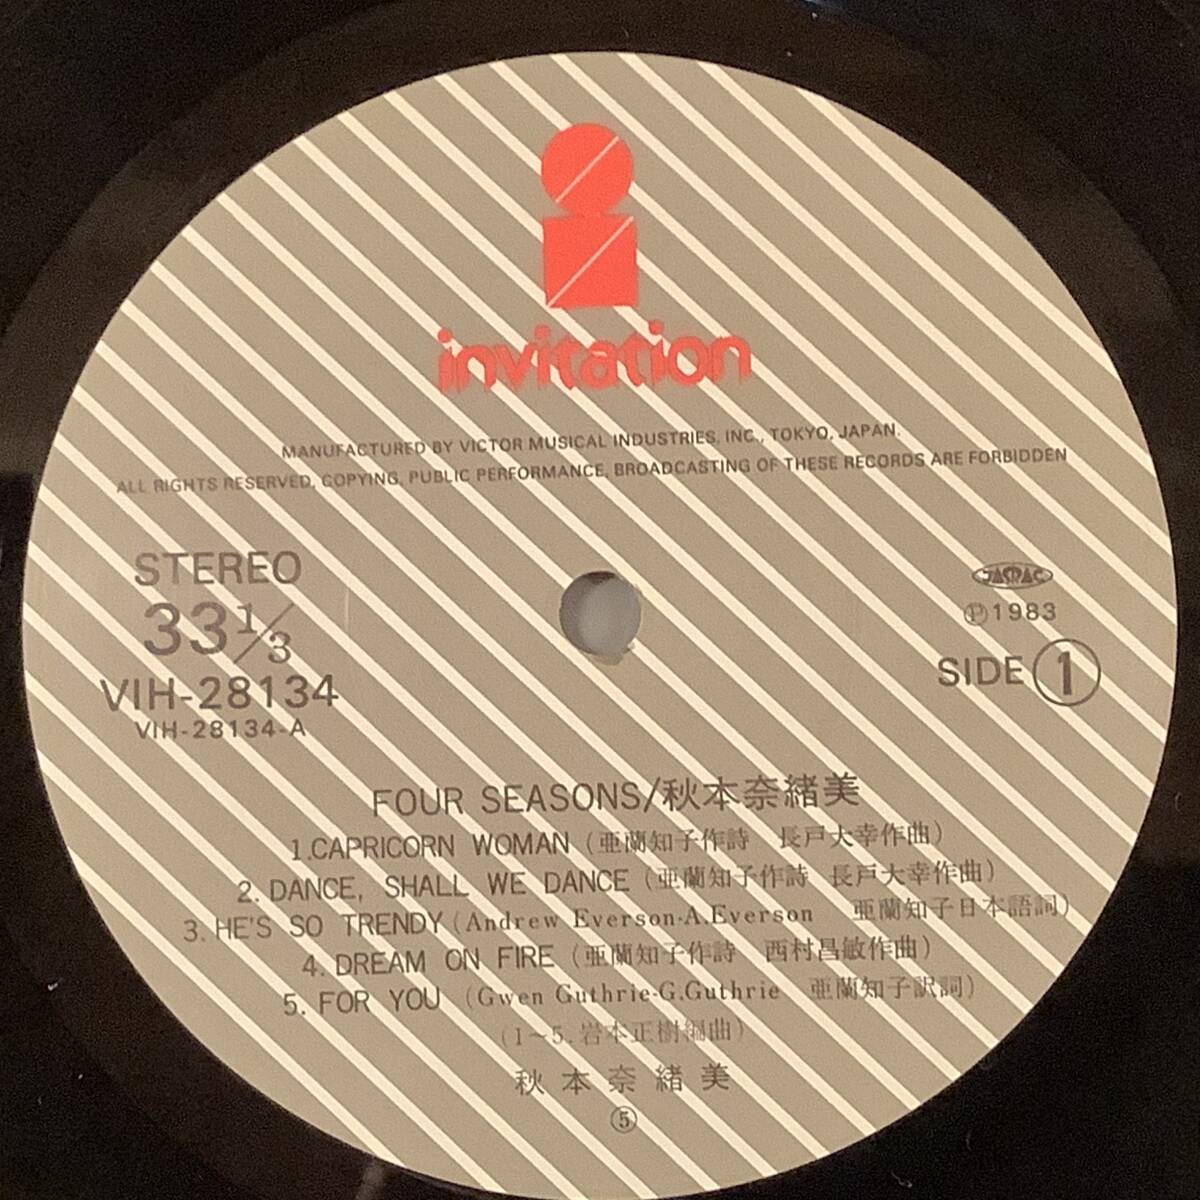 invitation
MANUFACTURED BY VICTOR MUSICAL INDUSTRIES, INC., TOKYO, JAPAN.
ALL RIGHTS RESERVED, COPYING, PUBLIC PERFORMANCE, BROADCASTING OF THESE RECORDS ARE FORBIDDEN
STEREO
33 1/3
VIH-28134
VIH-28134-A
JASRAC
Ⓟ1983
SIDE ①
FOUR SEASONS/秋本奈緒美
1.CAPRICORN WOMAN (亜蘭知子作詩 長戸大幸作曲)
2. DANCE, SHALL WE DANCE (亜蘭知子作詩 長戸大幸作曲)
3. HE'S SO TRENDY (Andrew Everson-A.Everson 亜蘭知子日本語詞)
4. DREAM ON FIRE (亜蘭知子作詩 西村昌敏作曲)
5. FOR YOU (Gwen Guthrie-G.Guthrie 亜蘭知子訳詞)
(1~5. 岩本正樹編曲)
秋本奈緒美
⑤